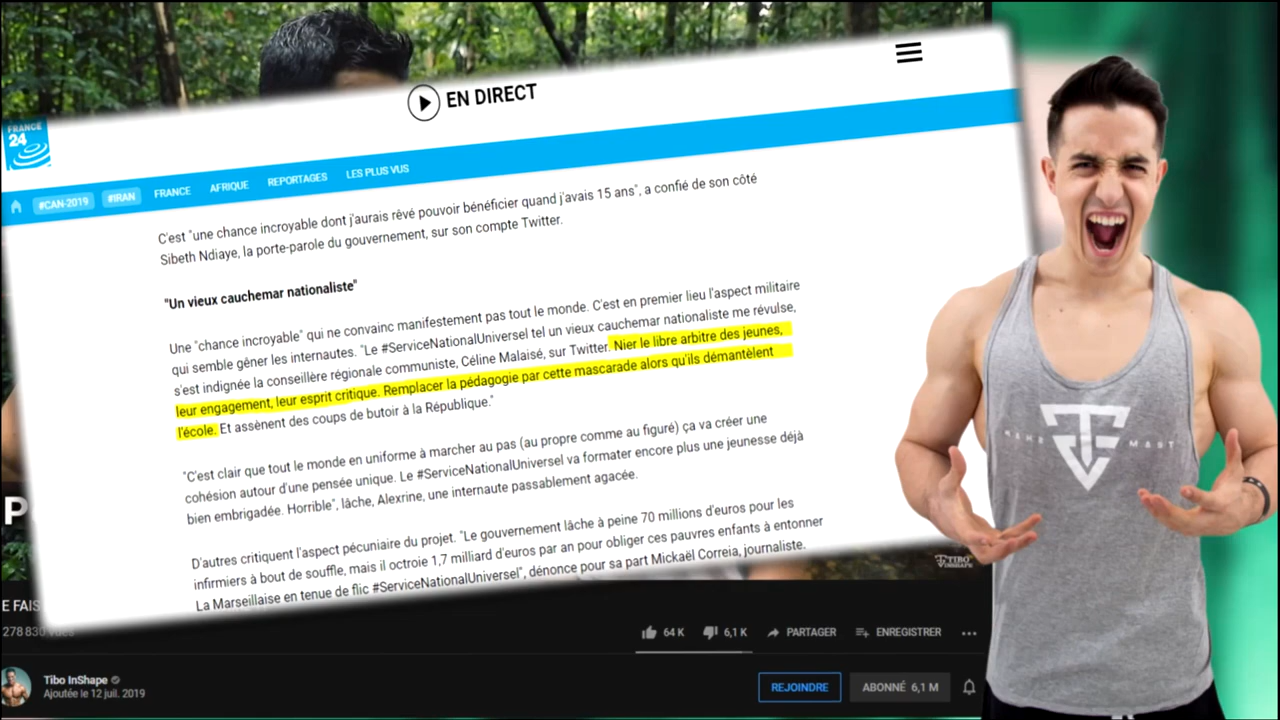 EN DIRECT
FRANCE
24
#CAN-2019
#IRAN
FRANCE
AFRIQUE
REPORTAGES
LES PLUS VUS
C'est "une chance incroyable dont j'aurais rêvé pouvoir bénéficier quand j'avais 15 ans", a confié de son côté
Sibeth Ndiaye, la porte-parole du gouvernement, sur son compte Twitter.
"Un vieux cauchemar nationaliste"
Une "chance incroyable" qui ne convainc manifestement pas tout le monde. C'est en premier lieu l'aspect militaire
qui semble gêner les internautes. "Le #ServiceNationalUniversel tel un vieux cauchemar nationaliste me révulse,
s'est indignée la conseillère régionale communiste, Céline Malaisé, sur Twitter. Nier le libre arbitre des jeunes,
leur engagement, leur esprit critique. Remplacer la pédagogie par cette mascarade alors qu'ils démantèlent
l'école. Et assènent des coups de butoir à la République."
"C'est clair que tout le monde en uniforme à marcher au pas (au propre comme au figuré) ça va créer une
cohésion autour d'une pensée unique. Le #ServiceNationalUniversel va formater encore plus une jeunesse déjà
bien embrigadée. Horrible", lâche, Alexrine, une internaute passablement agacée.
D'autres critiquent l'aspect pécuniaire du projet. "Le gouvernement lâche à peine 70 millions d'euros pour les
infirmiers à bout de souffle, mais il octroie 1,7 milliard d'euros par an pour obliger ces pauvres enfants à entonner
La Marseillaise en tenue de flic #ServiceNationalUniversel", dénonce pour sa part Mickaël Correia, journaliste.
P
TIBO
INSHAPE
E FAIS
278 830 vues
64 K
6,1 K
PARTAGER
ENREGISTRER
Tibo InShape
Ajoutée le 12 juil. 2019
REJOINDRE
ABONNÉ 6,1 M